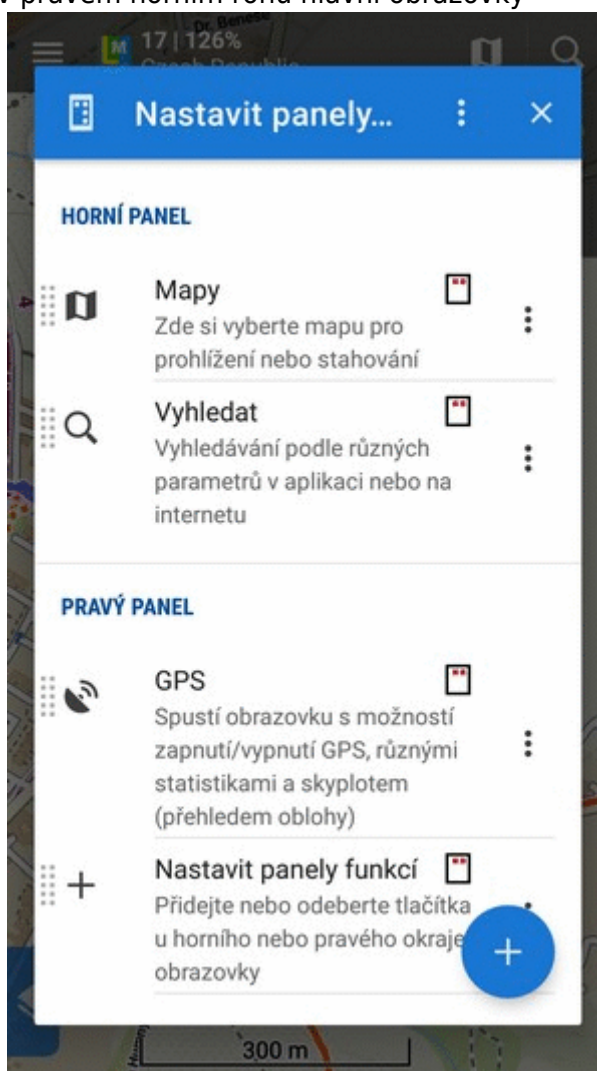 v pravém horním rohu hlavní obrazovky
Dr. Beneše
17 | 126%
Czech Republic
Nastavit panely...
HORNÍ PANEL
Mapy
Zde si vyberte mapu pro
prohlížení nebo stahování
Vyhledat
Vyhledávání podle různých
parametrů v aplikaci nebo na
internetu
PRAVÝ PANEL
GPS
Spustí obrazovku s možností
zapnutí/vypnutí GPS, různými
statistikami a skyplotem
(přehledem oblohy)
Nastavit panely funkcí
Přidejte nebo odeberte tlačítka
u horního nebo pravého okraje
obrazovky
300 m